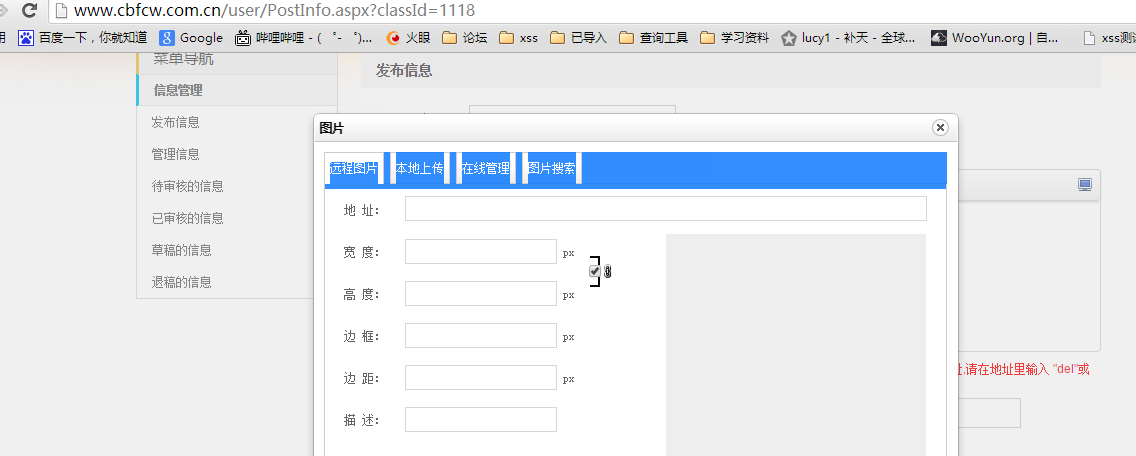 www.cbfcw.com.cn/user/PostInfo.aspx?classId=1118
用 百度一下，你就知道 Google 哔哩哔哩 - ( ゜- ゜)... 火眼 论坛 xss 已导入 查询工具 学习资料 lucy1 - 补天 - 全球... WooYun.org | 自...
菜单导航
发布信息
信息管理
发布信息
管理信息
待审核的信息
已审核的信息
草稿的信息
退稿的信息
图片
远程图片 本地上传 在线管理 图片搜索
地 址：
宽 度： px
高 度： px
边 框： px
边 距： px
描 述：
址,请在地址里输入 "del"或